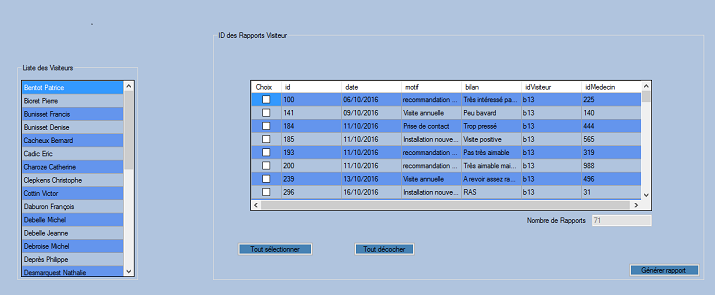 ID des Rapports Visiteur
Liste des Visiteurs
Bentot Patrice
Bioret Pierre
Bunisset Francis
Bunisset Denise
Cacheux Bernard
Cadic Eric
Charoze Catherine
Clepkens Christophe
Cottin Victor
Daburon François
Debelle Michel
Debelle Jeanne
Debroise Michel
Deprès Philippe
Desmarquest Nathalie
Choix id date motif bilan idVisiteur idMedecin
100 06/10/2016 recommandation ... Très intéressé pa... b13 225
141 09/10/2016 Visite annuelle Peu bavard b13 140
184 11/10/2016 Prise de contact Trop pressé b13 444
185 11/10/2016 Installation nouve... Visite positive b13 565
193 11/10/2016 recommandation ... Pas très aimable b13 319
200 11/10/2016 recommandation ... Très aimable mai... b13 988
239 13/10/2016 Visite annuelle A revoir assez ra... b13 496
296 16/10/2016 Installation nouve... RAS b13 31
Nombre de Rapports 71
Tout sélectionner Tout décocher
Générer rapport